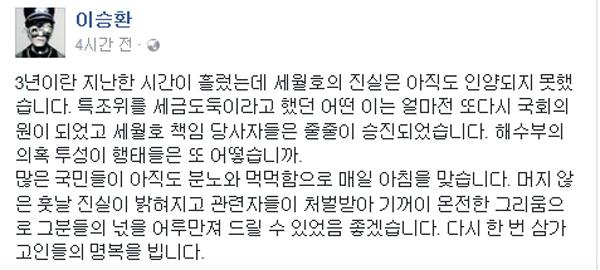 이승환
4시간 전 ·
3년이란 지난한 시간이 흘렀는데 세월호의 진실은 아직도 인양되지 못했
습니다. 특조위를 세금도둑이라고 했던 어떤 이는 얼마전 또다시 국회의
원이 되었고 세월호 책임 당사자들은 줄줄이 승진되었습니다. 해수부의
의혹 투성이 행태들은 또 어떻습니까.
많은 국민들이 아직도 분노와 먹먹함으로 매일 아침을 맞습니다. 머지 않
은 훗날 진실이 밝혀지고 관련자들이 처벌받아 기꺼이 온전한 그리움으
로 그분들의 넋을 어루만져 드릴 수 있었음 좋겠습니다. 다시 한 번 삼가
고인들의 명복을 빕니다.